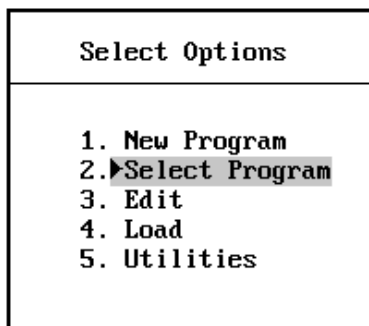 Select Options
1. New Program
2. Select Program
3. Edit
4. Load
5. Utilities